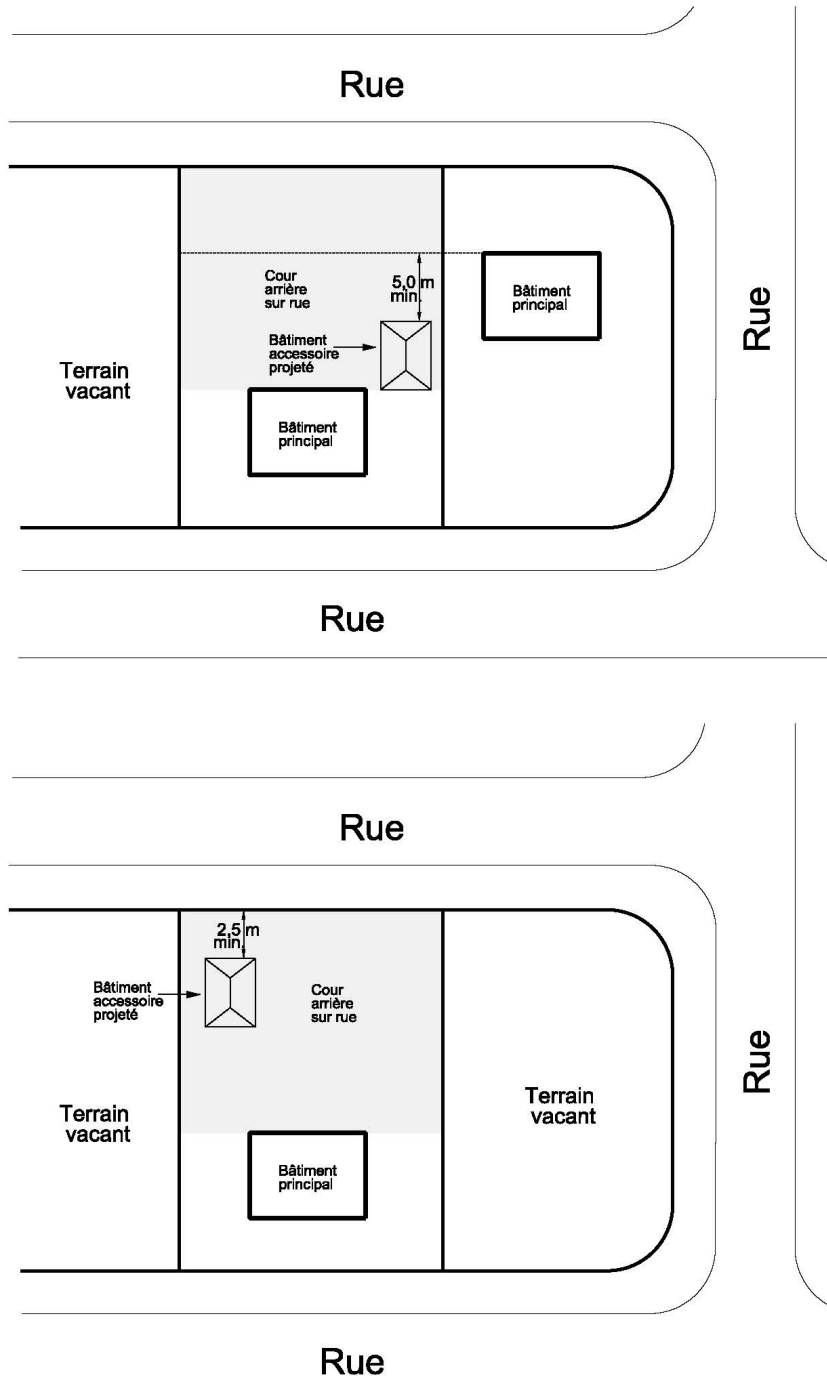 Rue
Cour
arrière
sur rue
5,0 m
min.
Bâtiment
principal
Rue
Bâtiment
accessoire
projeté
Terrain
vacant
Bâtiment
principal
Rue
Rue
2,5 m
min.
Bâtiment
accessoire
projeté
Cour
arrière
sur rue
Rue
Terrain
vacant
Terrain
vacant
Bâtiment
principal
Rue